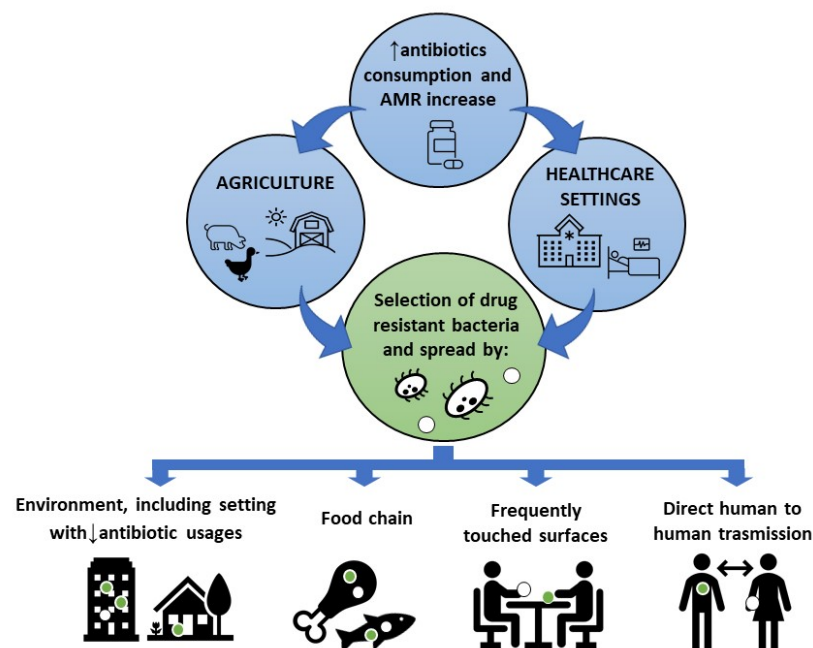 ↑antibiotics
consumption and
AMR increase
AGRICULTURE
HEALTHCARE
SETTINGS
Selection of drug
resistant bacteria
and spread by:
Environment, including setting
with↓antibiotic usages
Food chain
Frequently
touched surfaces
Direct human to
human trasmission